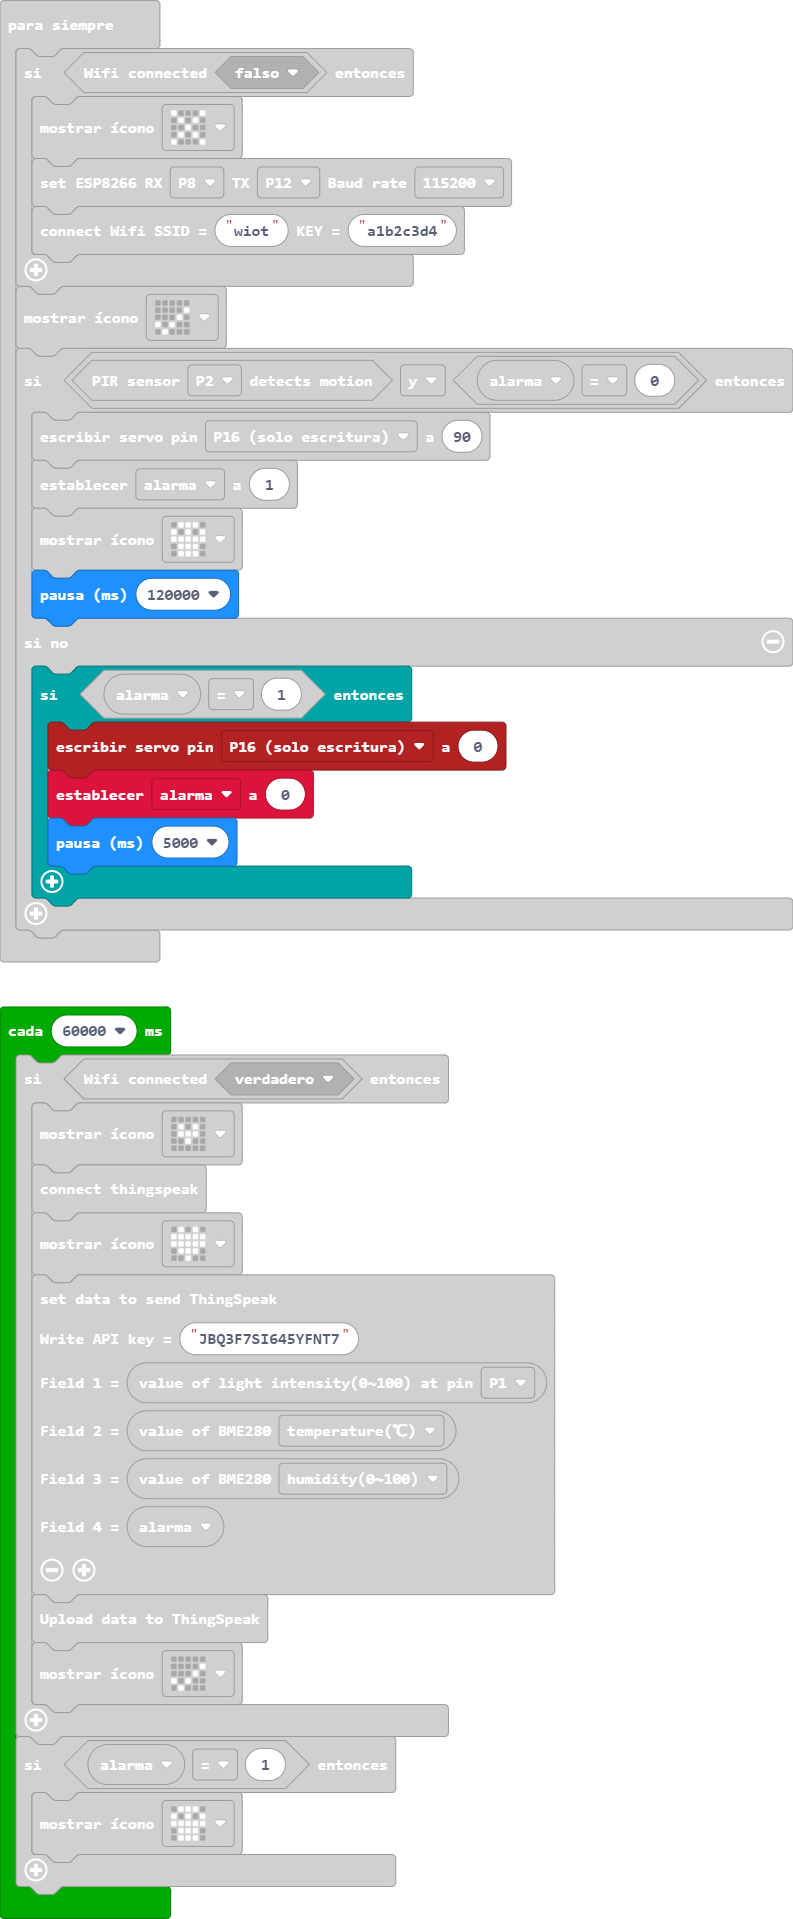 para siempre
si Wifi connected falso entonces
mostrar ícono
set ESP8266 RX P8 TX P12 Baud rate 115200
connect Wifi SSID = "wiot" KEY = "a1b2c3d4"
mostrar ícono
si PIR sensor P2 detects motion y alarma = 0 entonces
escribir servo pin P16 (solo escritura) a 90
establecer alarma a 1
mostrar ícono
pausa (ms) 120000
si no
si alarma = 1 entonces
escribir servo pin P16 (solo escritura) a 0
establecer alarma a 0
pausa (ms) 5000
cada 60000 ms
si Wifi connected verdadero entonces
mostrar ícono
connect thingspeak
mostrar ícono
set data to send ThingSpeak
Write API key = "JBQ3F7SI645YFNT7"
Field 1 = value of light intensity(0~100) at pin P1
Field 2 = value of BME280 temperature(℃)
Field 3 = value of BME280 humidity(0~100)
Field 4 = alarma
Upload data to ThingSpeak
mostrar ícono
si alarma = 1 entonces
mostrar ícono